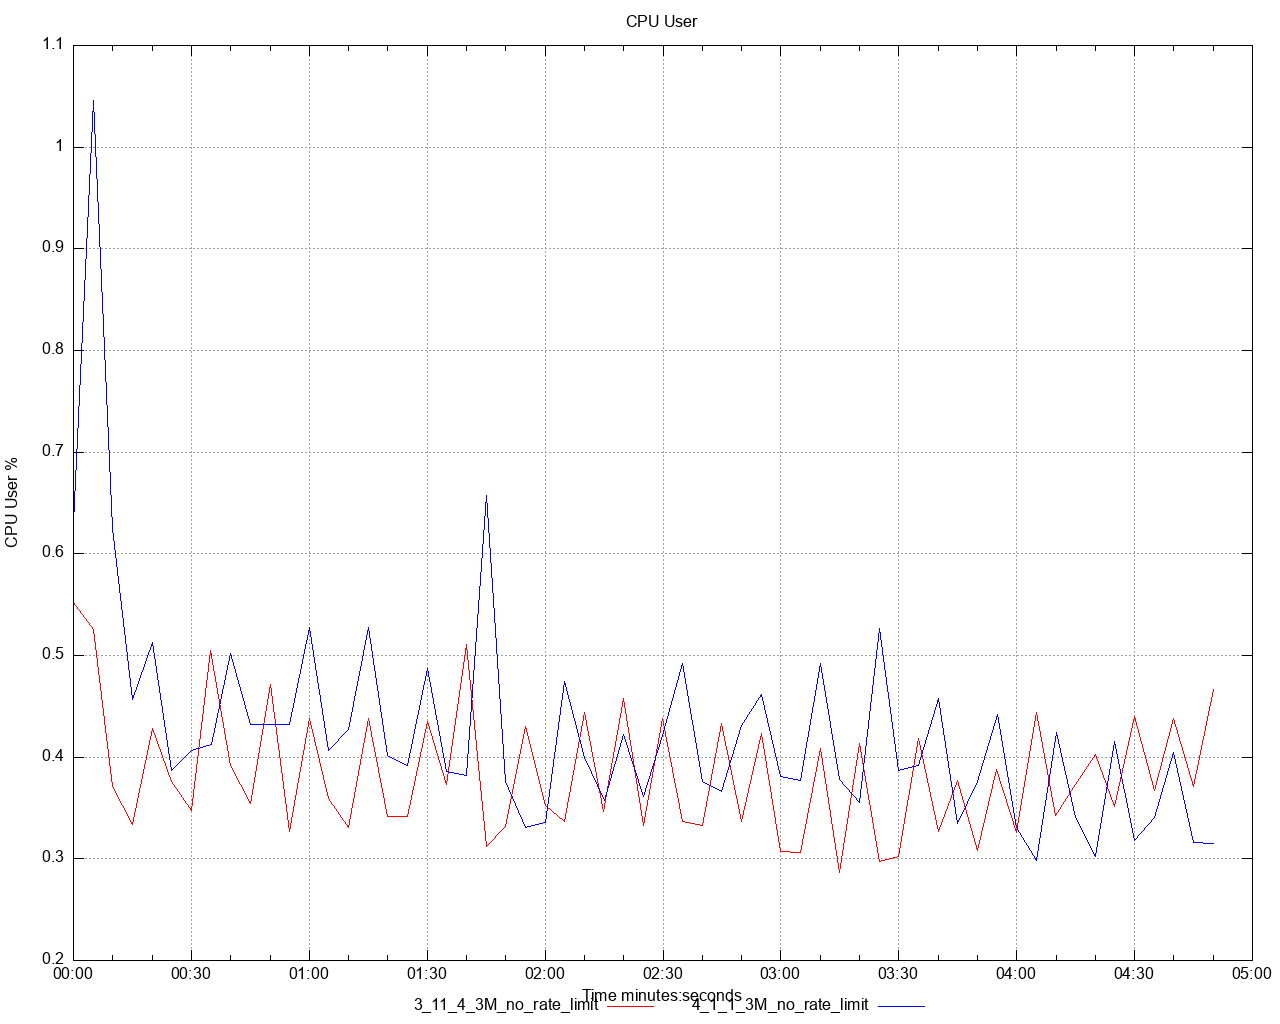 CPU User
1.1
1
0.9
0.8
0.7
0.6
0.5
0.4
0.3
0.2
CPU User %
00:00 00:30 01:00 01:30 02:00 02:30 03:00 03:30 04:00 04:30 05:00
Time minutes:seconds
3_11_4_3M_no_rate_limit 4_1_1_3M_no_rate_limit